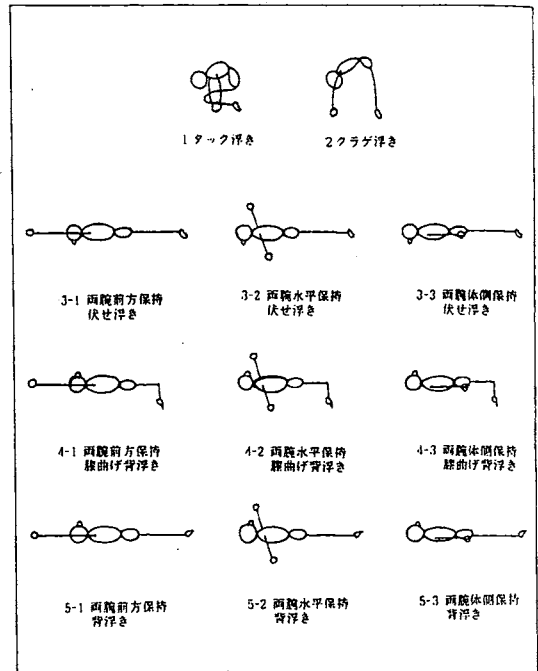 1 タック浮き
2 クラゲ浮き
3-1 両腕前方保持
伏せ浮き
3-2 両腕水平保持
伏せ浮き
3-3 両腕体側保持
伏せ浮き
4-1 両腕前方保持
膝曲げ背浮き
4-2 両腕水平保持
膝曲げ背浮き
4-3 両腕体側保持
膝曲げ背浮き
5-1 両腕前方保持
背浮き
5-2 両腕水平保持
背浮き
5-3 両腕体側保持
背浮き